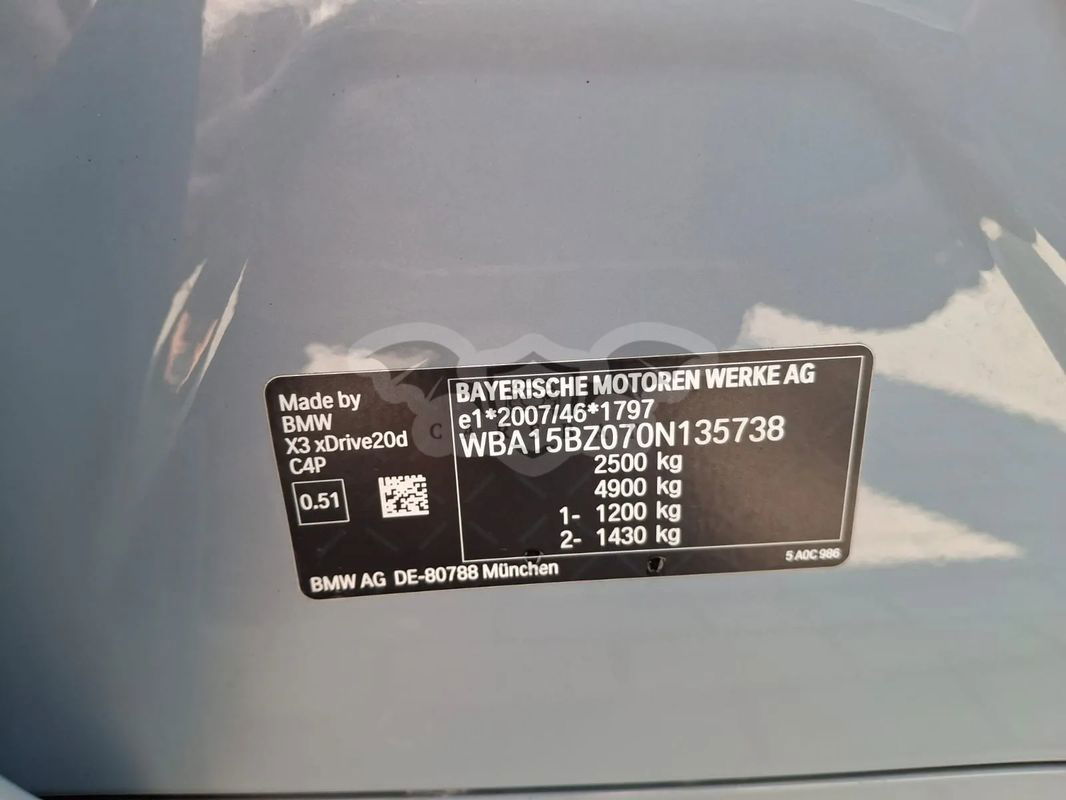 Made by
BMW
X3 xDrive20d
C4P
0.51
BAYERISCHE MOTOREN WERKE AG
e1*2007/46*1797
WBA15BZ070N135738
2500 kg
4900 kg
1- 1200 kg
2- 1430 kg
5 A0C 986
BMW AG DE-80788 München